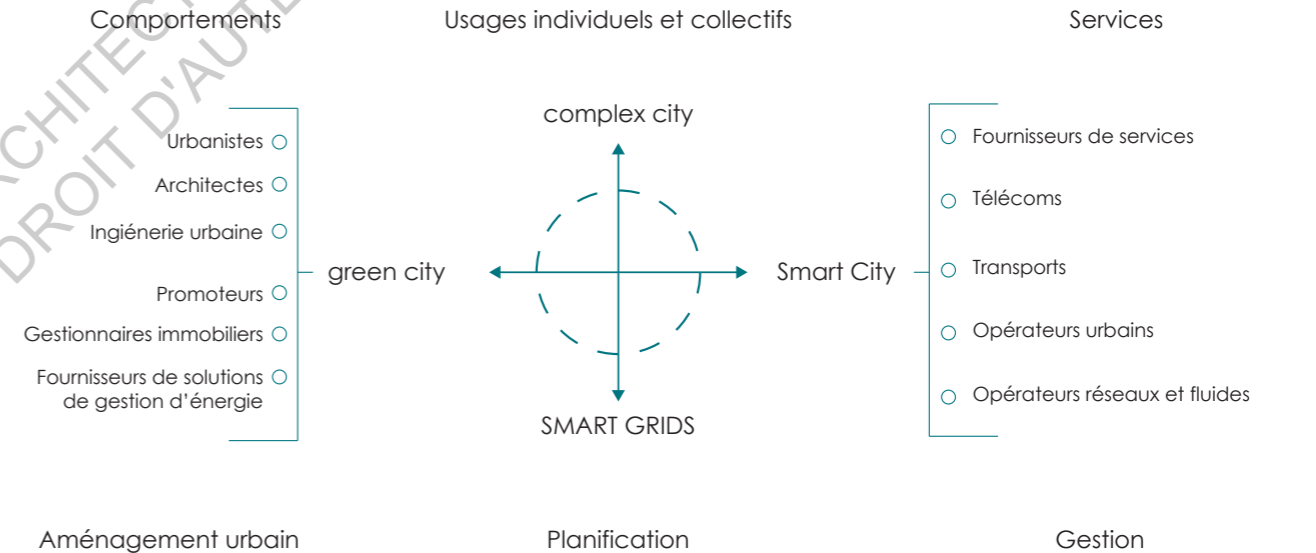 Comportements
Usages individuels et collectifs
Services
complex city
Urbanistes
Architectes
Ingiénerie urbaine
Promoteurs
Gestionnaires immobiliers
Fournisseurs de solutions
de gestion d'énergie
green city
Smart City
SMART GRIDS
Fournisseurs de services
Télécoms
Transports
Opérateurs urbains
Opérateurs réseaux et fluides
Aménagement urbain
Planification
Gestion